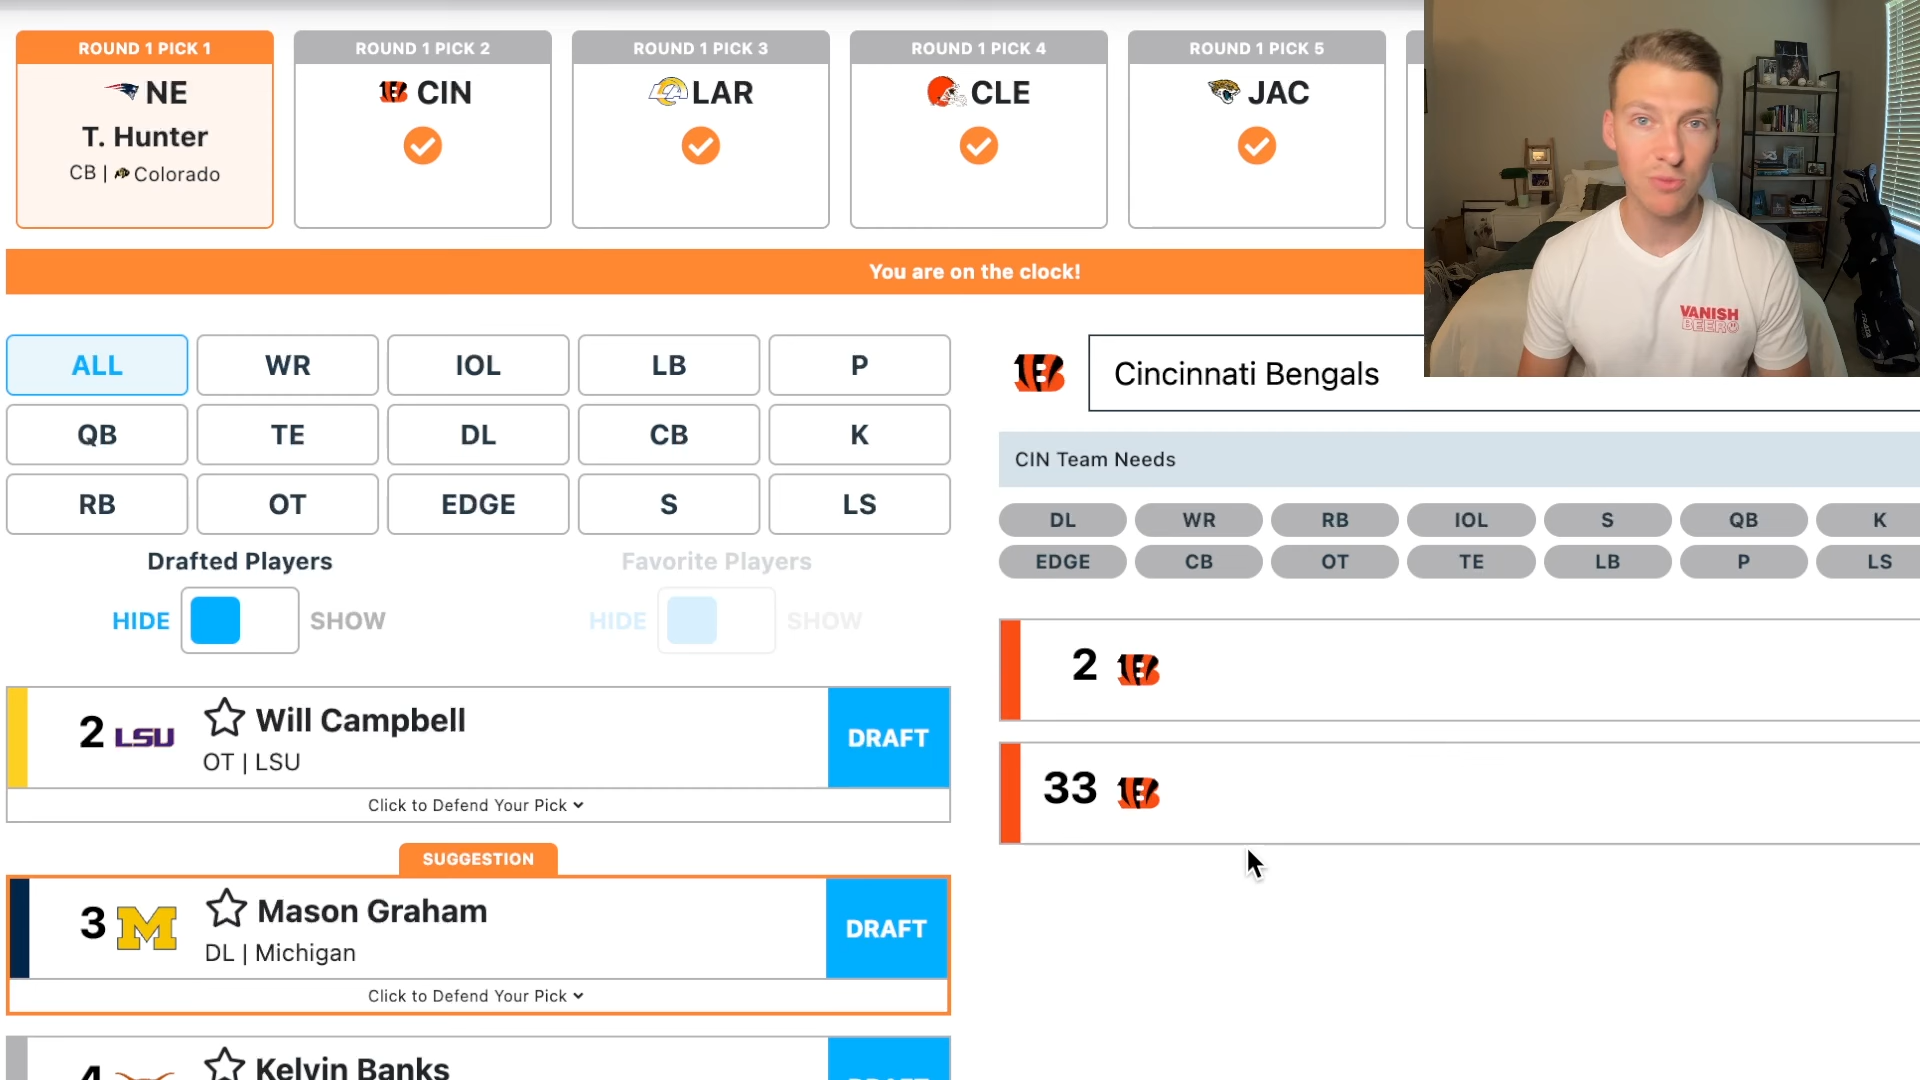 ROUND 1 PICK 1
NE
T. Hunter
CB | Colorado
ROUND 1 PICK 2
CIN
ROUND 1 PICK 3
LAR
ROUND 1 PICK 4
CLE
ROUND 1 PICK 5
JAC
You are on the clock!
VANISH
BEER
ALL WR IOL LB P
QB TE DL CB K
RB OT EDGE S LS
Drafted Players
HIDE SHOW
Favorite Players
HIDE SHOW
2 LSU Will Campbell
OT | LSU
DRAFT
Click to Defend Your Pick
SUGGESTION
3 M Mason Graham
DL | Michigan
DRAFT
Click to Defend Your Pick
4 Kelvin Banks
Cincinnati Bengals
CIN Team Needs
DL WR RB IOL S QB K
EDGE CB OT TE LB P LS
2
33